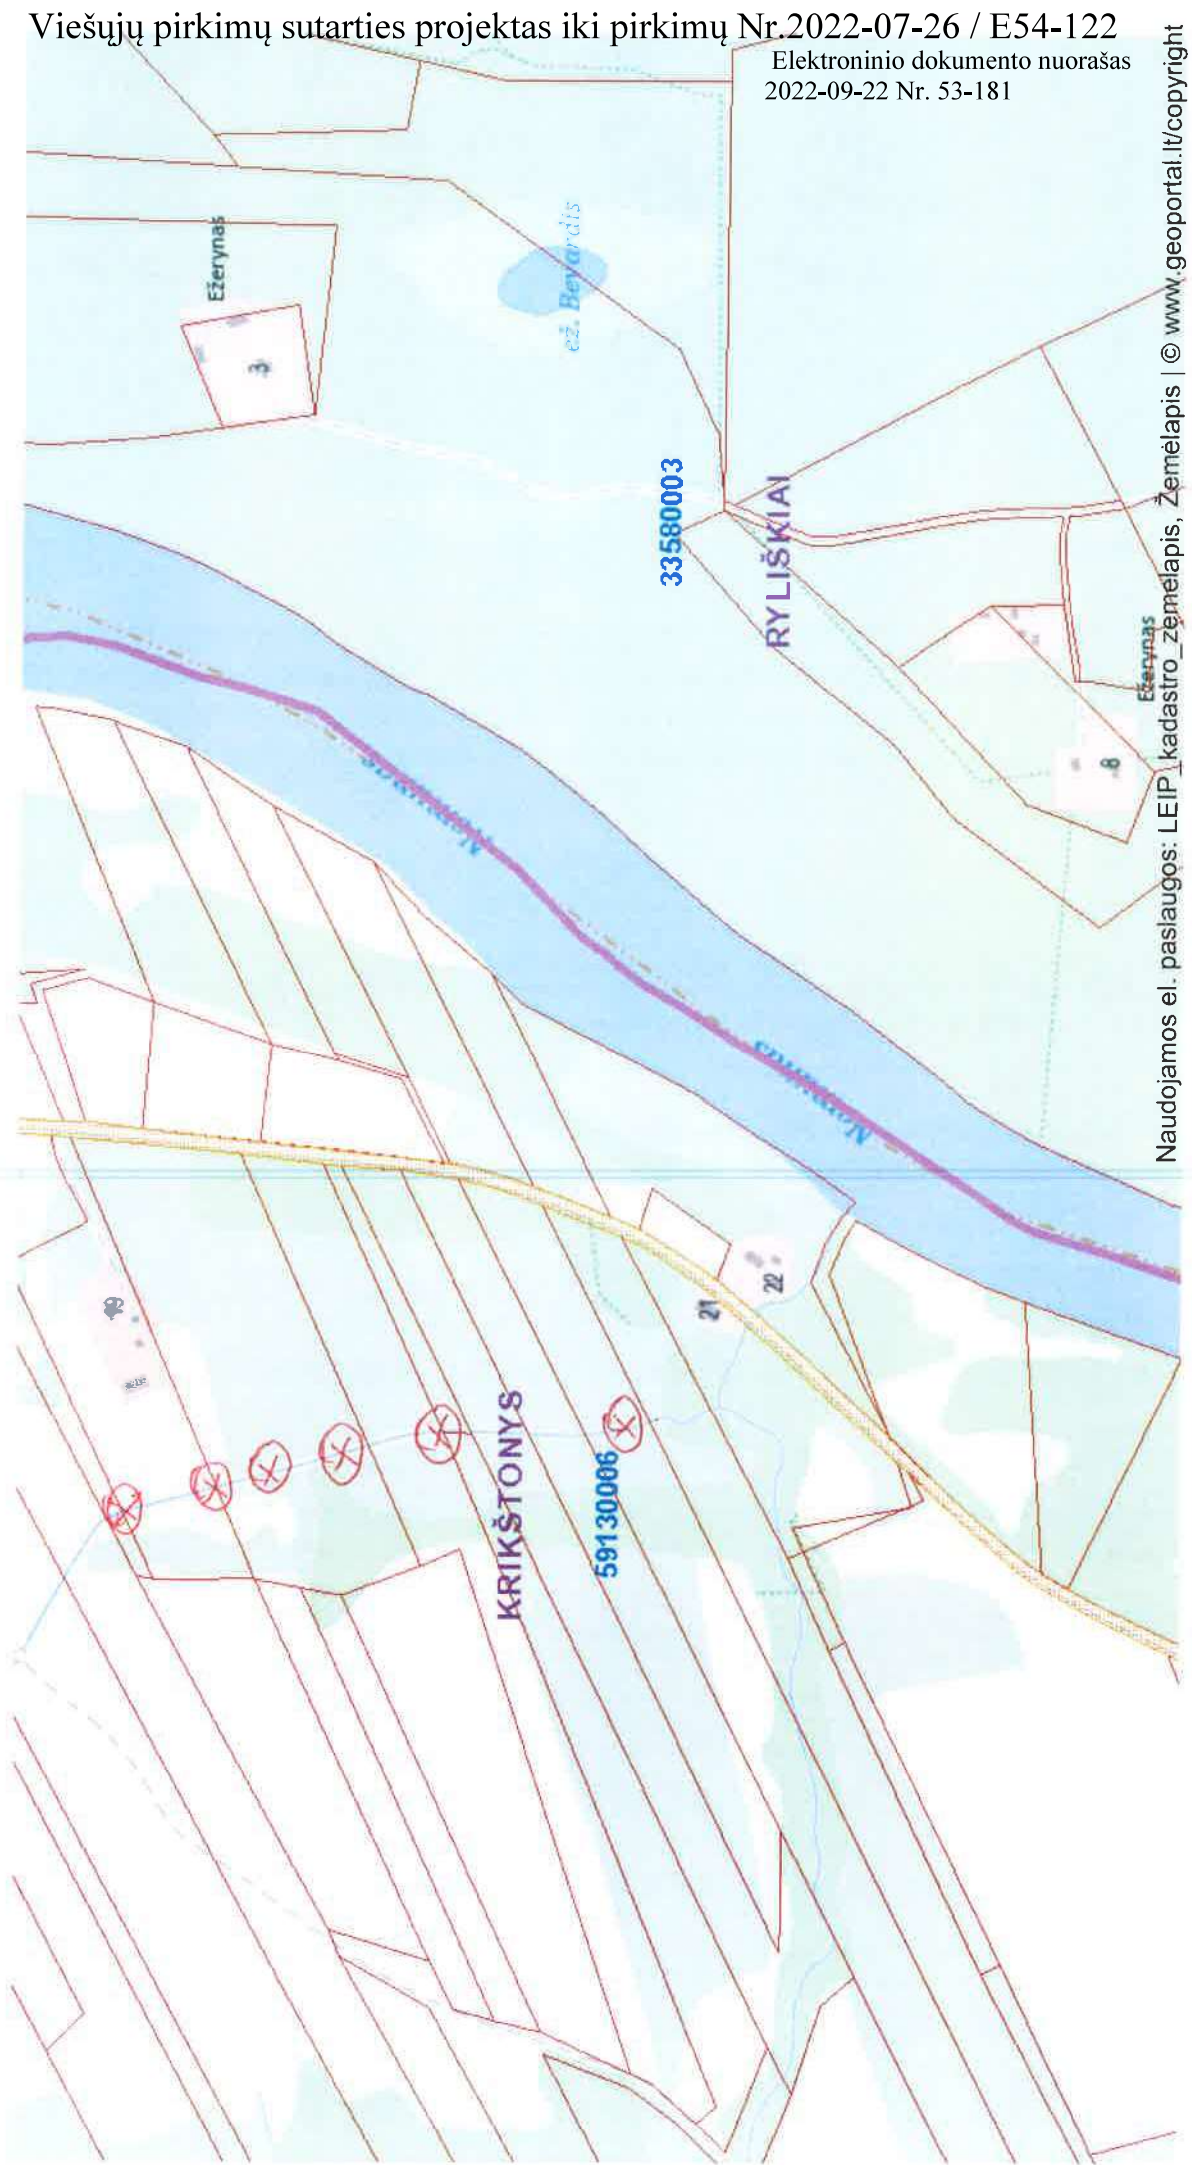 Viešųjų pirkimų sutarties projektas iki pirkimų Nr.2022-07-26 / E54-122
Elektroninio dokumento nuorašas
2022-09-22 Nr. 53-181
Ežerynas
3
ež. Bevardis
33580003
RYLIŠKIAI
Ežerynas
8
Nemunas
Nemunas
21
22
KRIKŠTONYS
59130006
Naudojamos el. paslaugos: LEIP_kadastro_zemelapis, Žemėlapis | © www.geoportal.lt/copyright